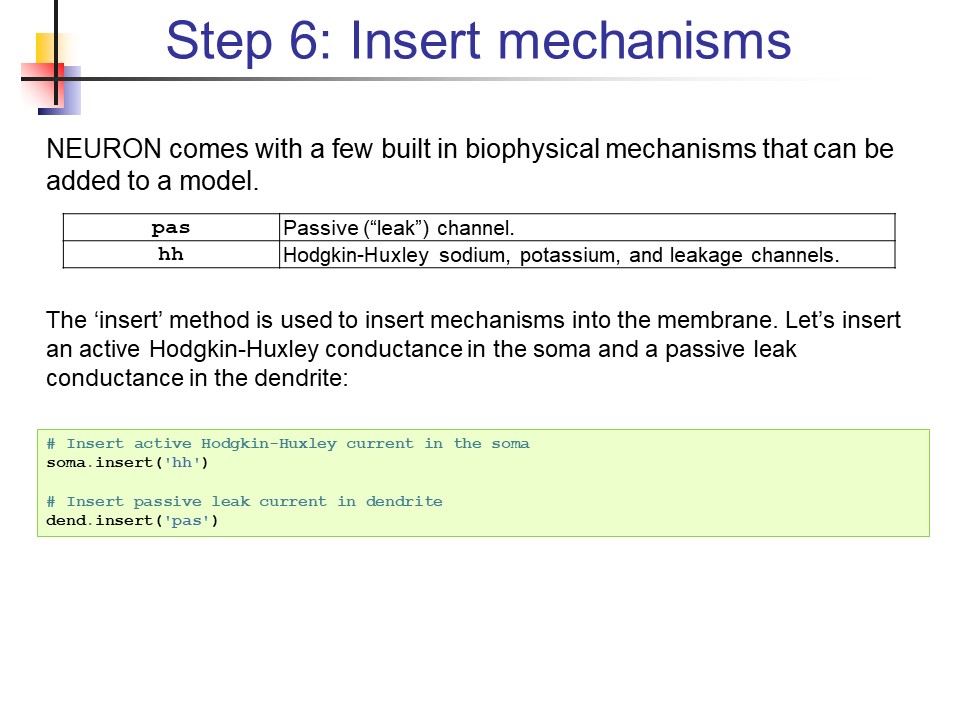 Step 6: Insert mechanisms
NEURON comes with a few built in biophysical mechanisms that can be
added to a model.
pas Passive (“leak”) channel.
hh Hodgkin-Huxley sodium, potassium, and leakage channels.
The ‘insert’ method is used to insert mechanisms into the membrane. Let’s insert
an active Hodgkin-Huxley conductance in the soma and a passive leak
conductance in the dendrite:
# Insert active Hodgkin-Huxley current in the soma
soma.insert('hh')
# Insert passive leak current in dendrite
dend.insert('pas')